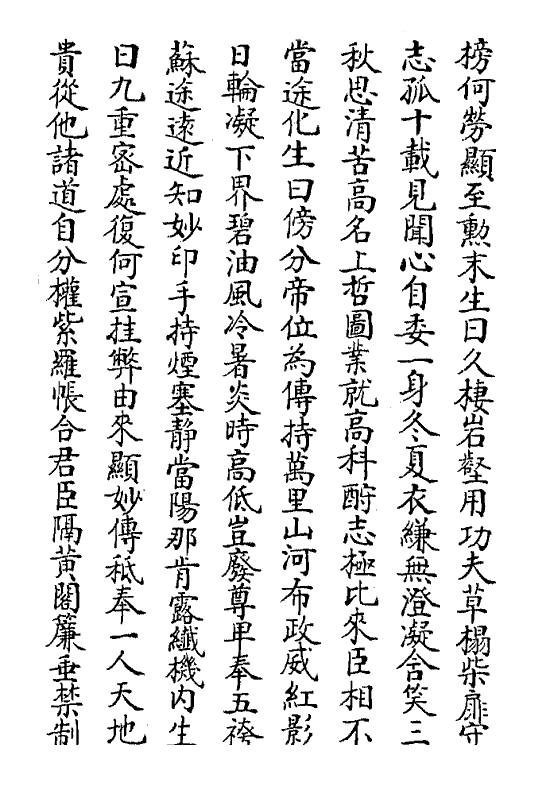 榜何勞顯至勲末生曰久棲岩壑用功夫草榻柴扉守
志孤十載見聞心自委一身冬夏衣縑無澄凝含笑三
秋思清苦高名上哲圖業就高科酧志極比來臣相不
當途化生曰傍分帝位為傳持萬里山河布政威紅影
日輪凝下界碧油風冷暑炎時高低豈廢尊甲奉五袴
蘇途遠近知妙印手持煙塞靜當陽那肯露纖機内生
曰九重宻處復何宣挂弊由來顯妙傳秪奉一人天地
貴從他諸道自分權紫羅帳合君臣隔黄閣簾垂禁制